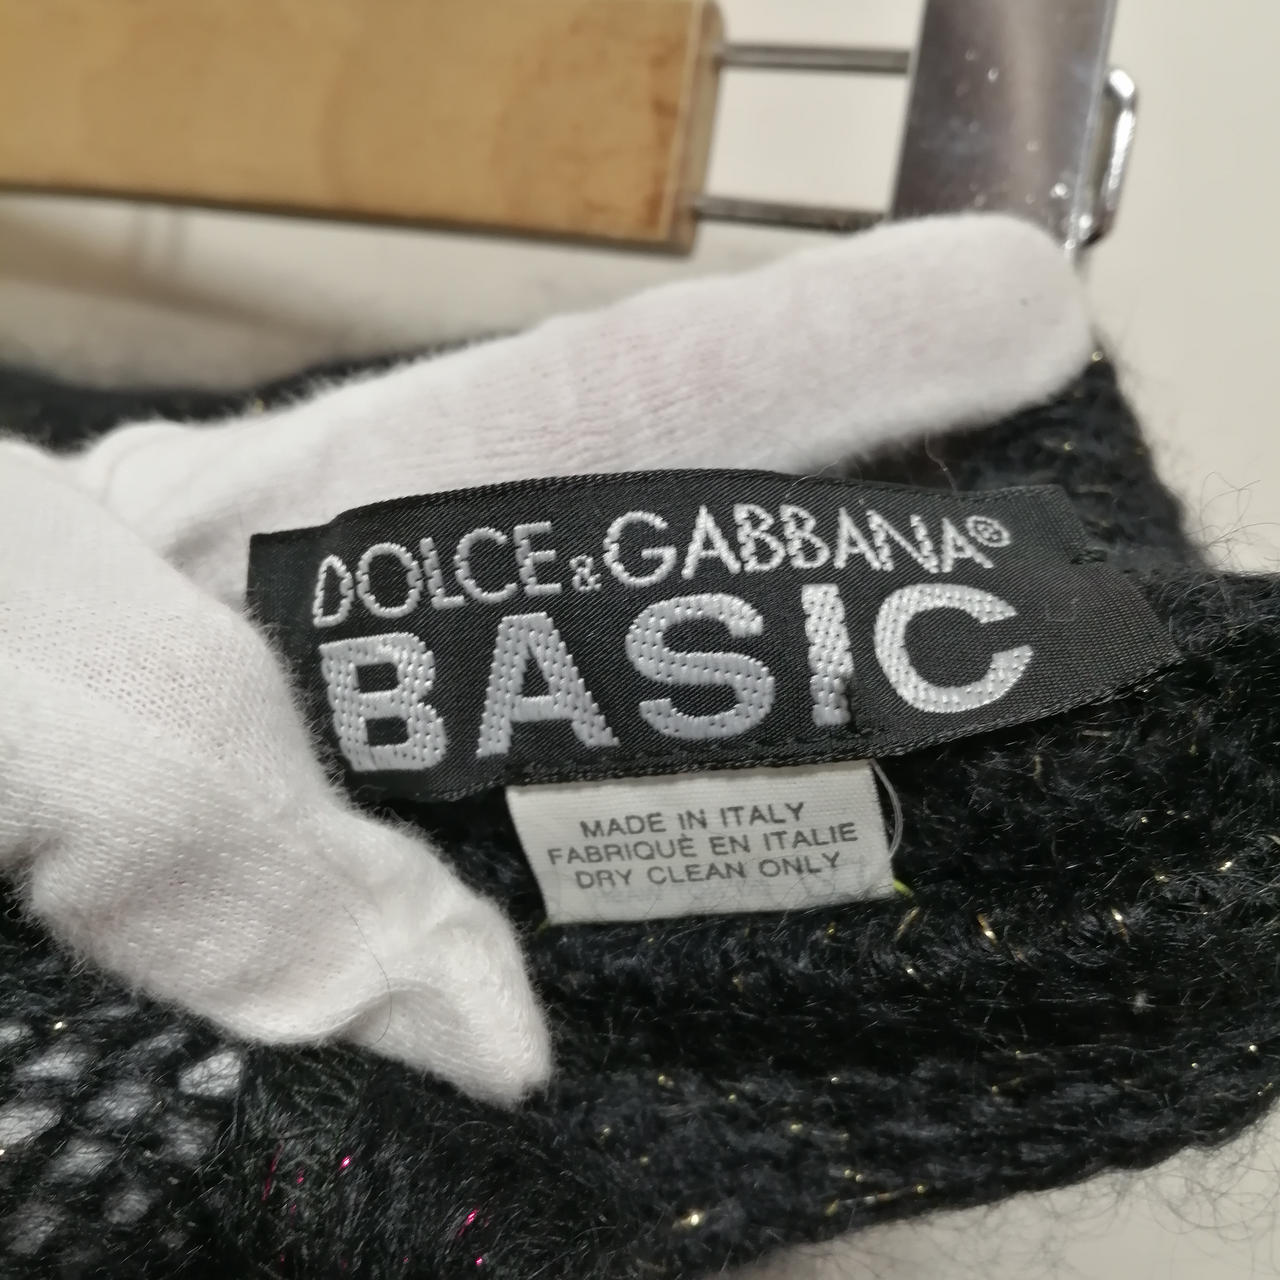 DOLCE&GABBANA®
BASIC
MADE IN ITALY
FABRIQUÈ EN ITALIE
DRY CLEAN ONLY